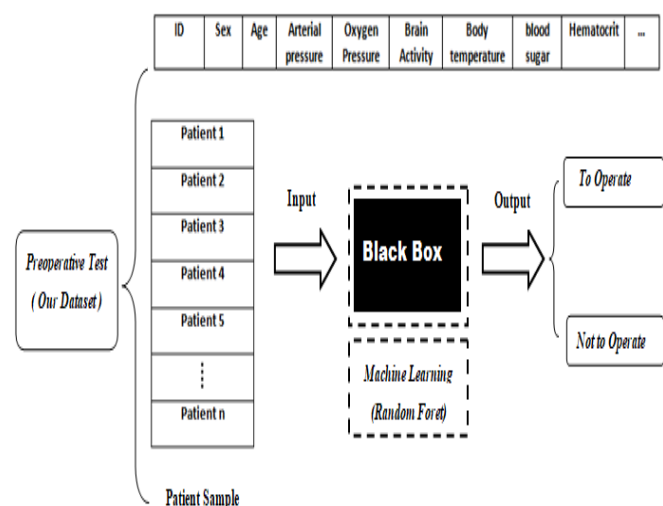 ID Sex Age Arterial pressure Oxygen Pressure Brain Activity Body temperature blood sugar Hematocrit ...
Patient 1
Patient 2
Patient 3
Patient 4
Patient 5
Patient n
Patient Sample
Preoperative Test
( Our Dataset )
Input
Black Box
Machine Learning
(Random Foret)
Output
To Operate
Not to Operate